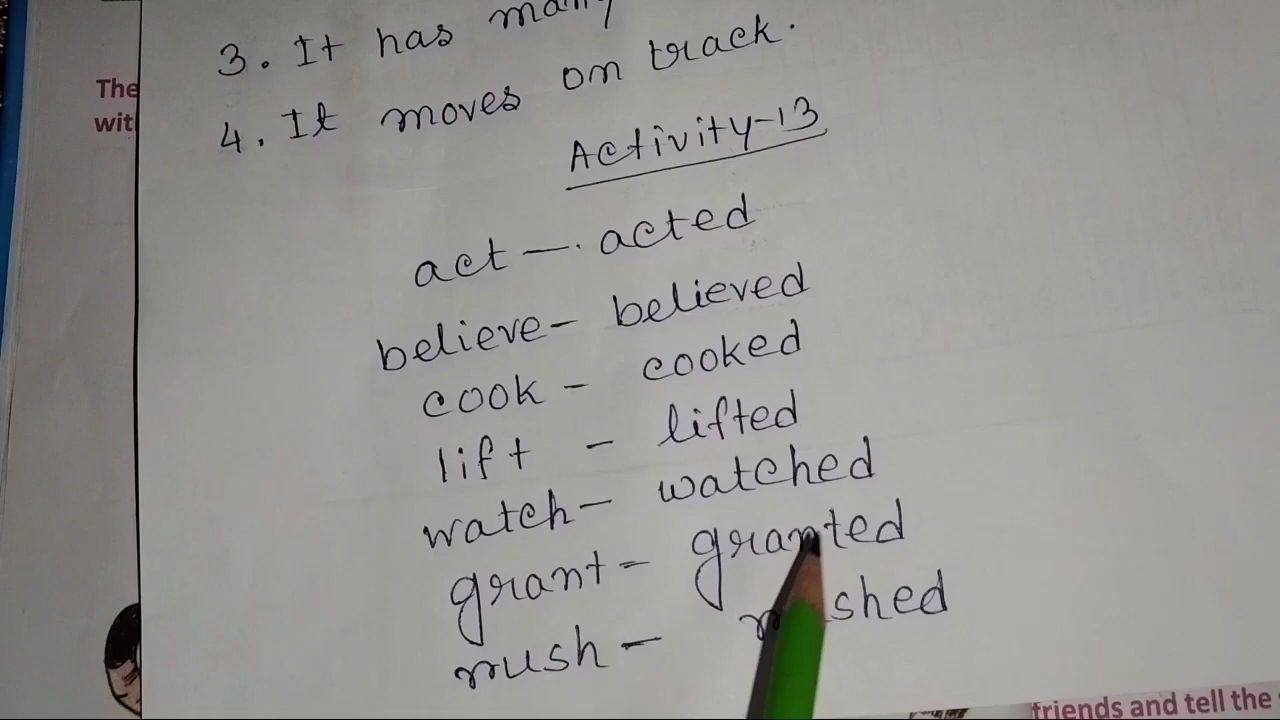 3. It has many
4. It moves on track.
Activity-13
act - acted
believe - believed
cook - cooked
lift - lifted
watch - watched
grant - granted
rush -
The
wit
friends and tell the